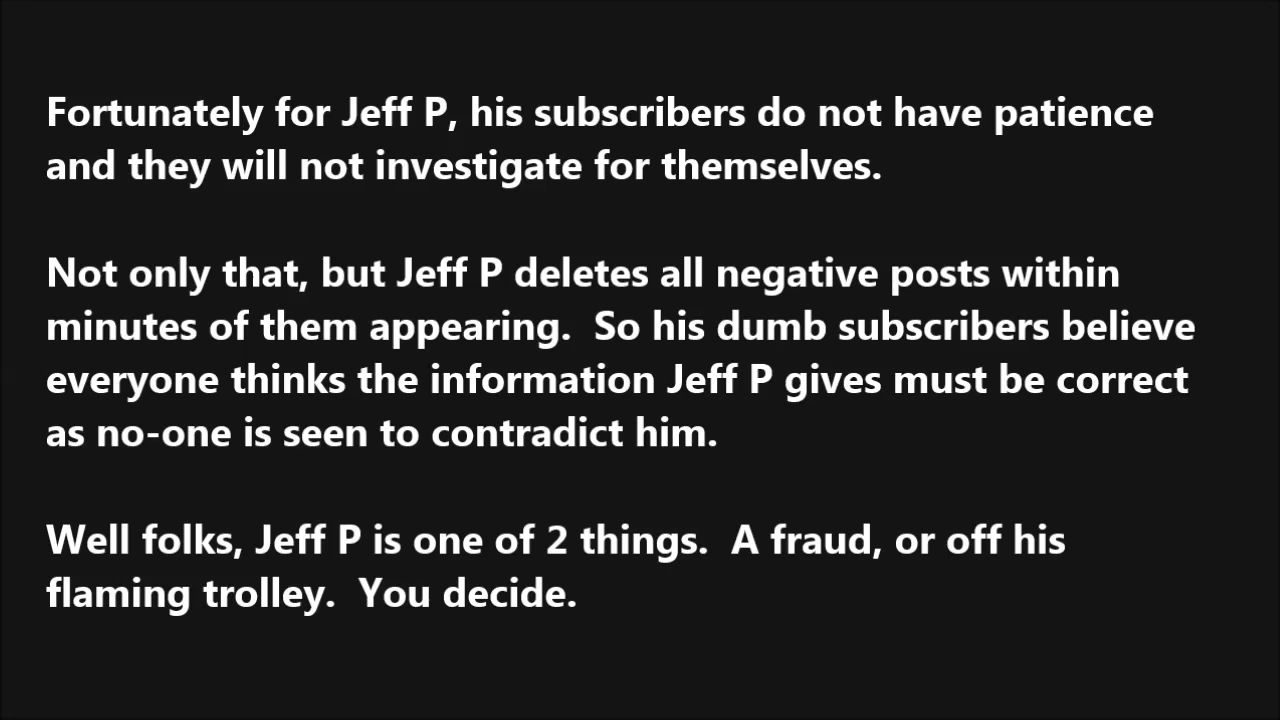 Fortunately for Jeff P, his subscribers do not have patience
and they will not investigate for themselves.
Not only that, but Jeff P deletes all negative posts within
minutes of them appearing.  So his dumb subscribers believe
everyone thinks the information Jeff P gives must be correct
as no-one is seen to contradict him.
Well folks, Jeff P is one of 2 things.  A fraud, or off his
flaming trolley.  You decide.